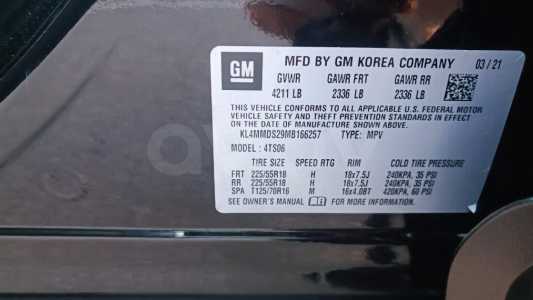 GM MFD BY GM KOREA COMPANY 03/21
GVWR GAWR FRT GAWR RR
4211 LB 2336 LB 2336 LB
THIS VEHICLE CONFORMS TO ALL APPLICABLE U.S. FEDERAL MOTOR
VEHICLE SAFETY AND THEFT PREVENTION STANDARDS IN EFFECT ON
THE DATE OF MANUFACTURE SHOWN ABOVE.
KL4MMDS29MB166257 TYPE: MPV
MODEL: 4TS06
TIRE SIZE SPEED RTG RIM COLD TIRE PRESSURE
FRT 225/55R18 H 18x7.5J 240KPA, 35 PSI
RR 225/55R18 H 18x7.5J 240KPA, 35 PSI
SPA T125/70R16 M 16x4.0BT 420KPA, 60 PSI
SEE OWNER'S MANUAL FOR MORE INFORMATION.